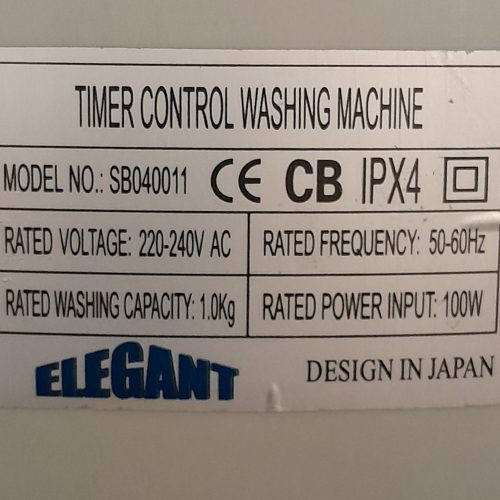 TIMER CONTROL WASHING MACHINE
MODEL NO.: SB040011 CE CB IPX4
RATED VOLTAGE: 220-240V AC RATED FREQUENCY: 50-60Hz
RATED WASHING CAPACITY: 1.0Kg RATED POWER INPUT: 100W
ELEGANT DESIGN IN JAPAN